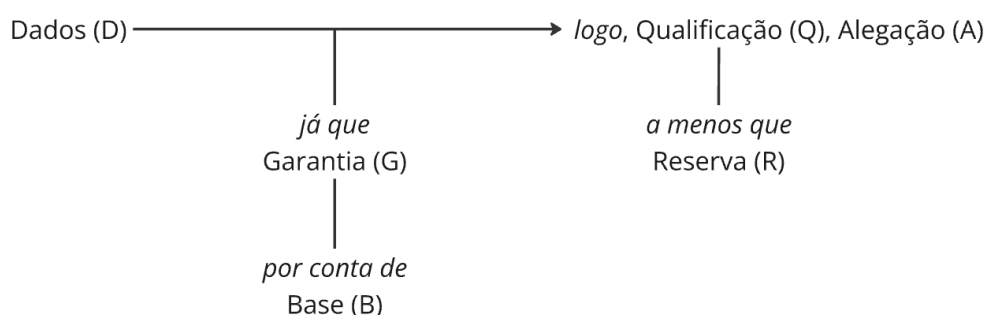 Dados (D)
logo, Qualificação (Q), Alegação (A)
já que
Garantia (G)
a menos que
Reserva (R)
por conta de
Base (B)